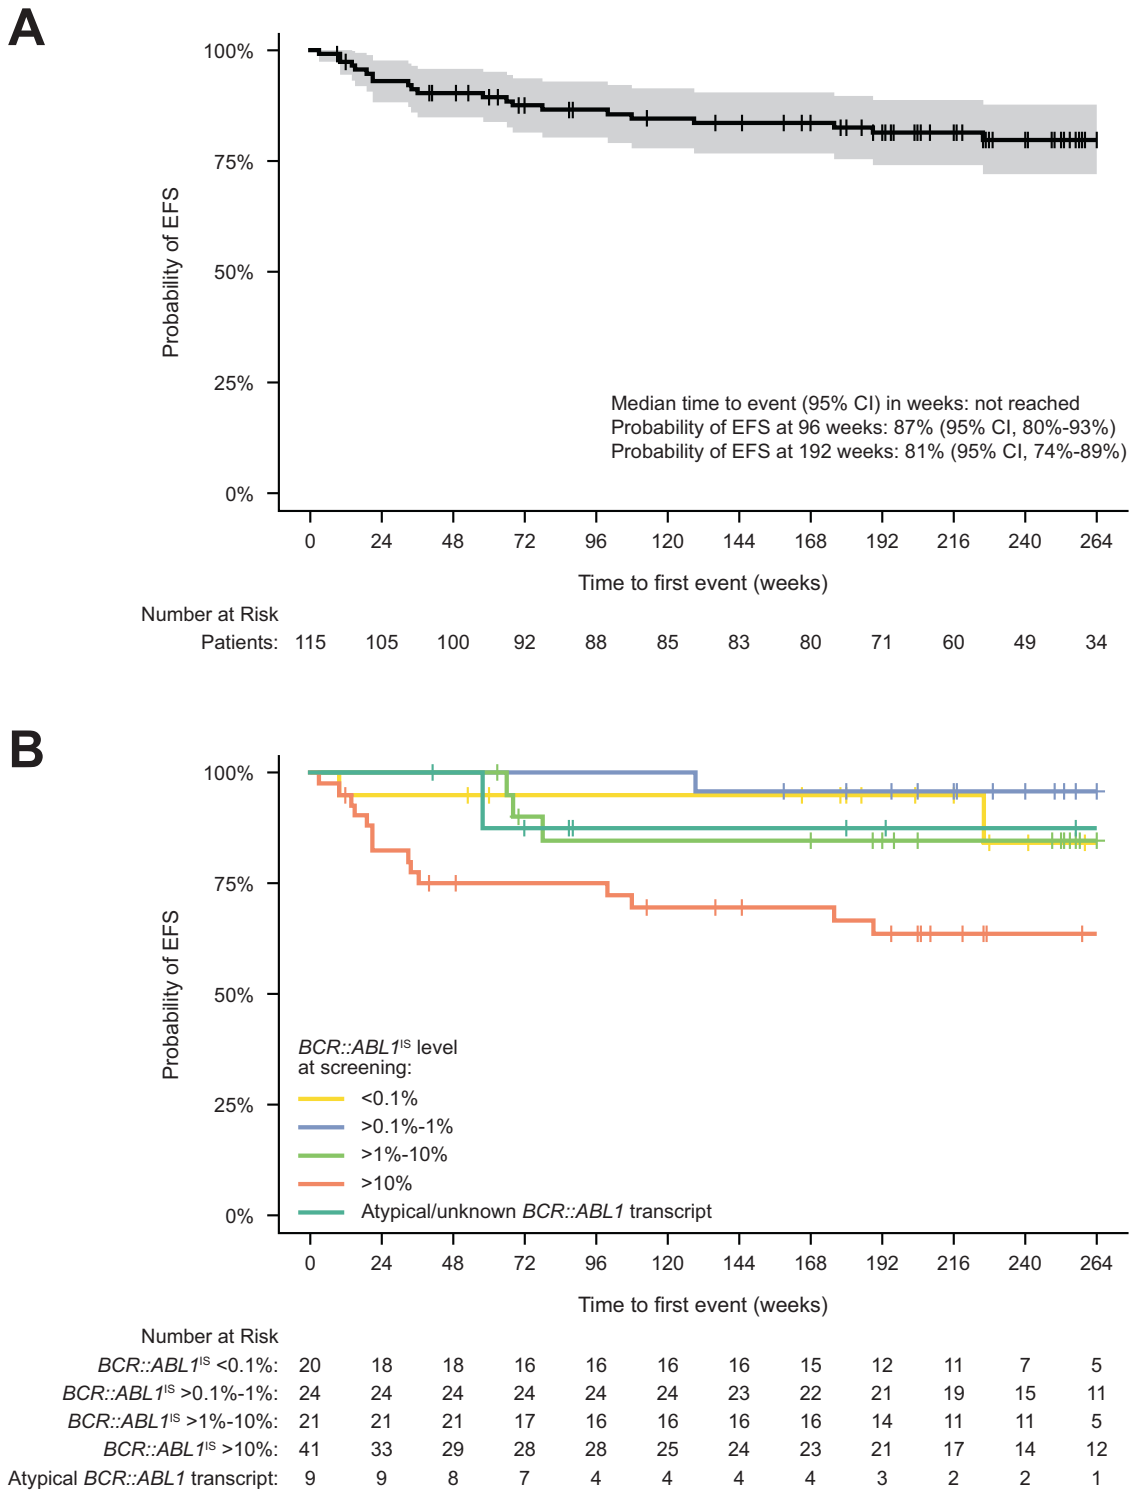 A
100%
75%
50%
25%
0%
Probability of EFS
Median time to event (95% CI) in weeks: not reached
Probability of EFS at 96 weeks: 87% (95% CI, 80%-93%)
Probability of EFS at 192 weeks: 81% (95% CI, 74%-89%)
0 24 48 72 96 120 144 168 192 216 240 264
Time to first event (weeks)
Number at Risk
Patients: 115 105 100 92 88 85 83 80 71 60 49 34
B
100%
75%
50%
25%
0%
Probability of EFS
BCR::ABL1ᴵˢ level
at screening:
<0.1%
>0.1%-1%
>1%-10%
>10%
Atypical/unknown BCR::ABL1 transcript
0 24 48 72 96 120 144 168 192 216 240 264
Time to first event (weeks)
Number at Risk
BCR::ABL1ᴵˢ <0.1%: 20 18 18 16 16 16 16 15 12 11 7 5
BCR::ABL1ᴵˢ >0.1%-1%: 24 24 24 24 24 24 23 22 21 19 15 11
BCR::ABL1ᴵˢ >1%-10%: 21 21 21 17 16 16 16 16 14 11 11 5
BCR::ABL1ᴵˢ >10%: 41 33 29 28 28 25 24 23 21 17 14 12
Atypical BCR::ABL1 transcript: 9 9 8 7 4 4 4 4 3 2 2 1